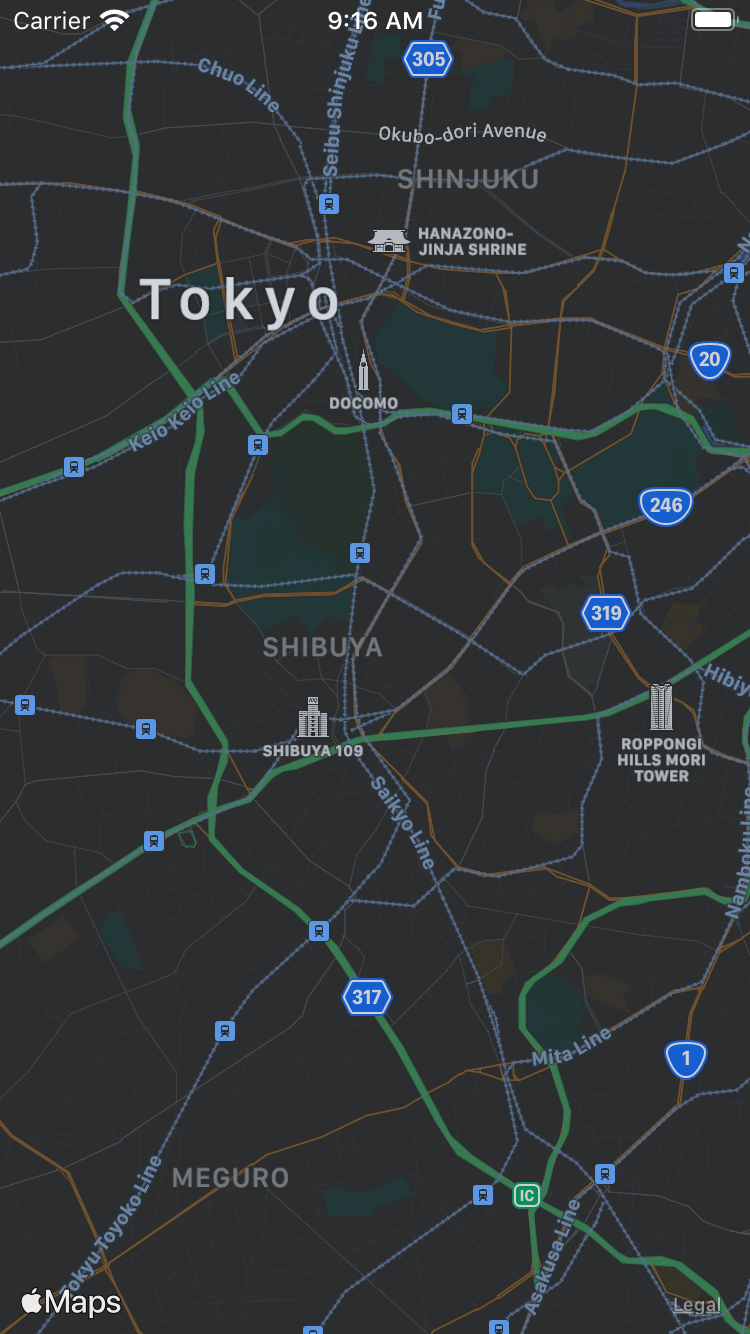 Carrier
9:16 AM
305
Chuo Line
Seibu Shinjuku
Okubo-dori Avenue
SHINJUKU
HANAZONO-
JINJA SHRINE
Tokyo
20
DOCOMO
Keio Keio Line
246
319
SHIBUYA
Hibiy
109
SHIBUYA 109
ROPPONGI
HILLS MORI
TOWER
Saikyo Line
Namboku Line
317
Mita Line
1
MEGURO
IC
Tokyu Toyoko Line
Asakusa Line
Maps
Legal